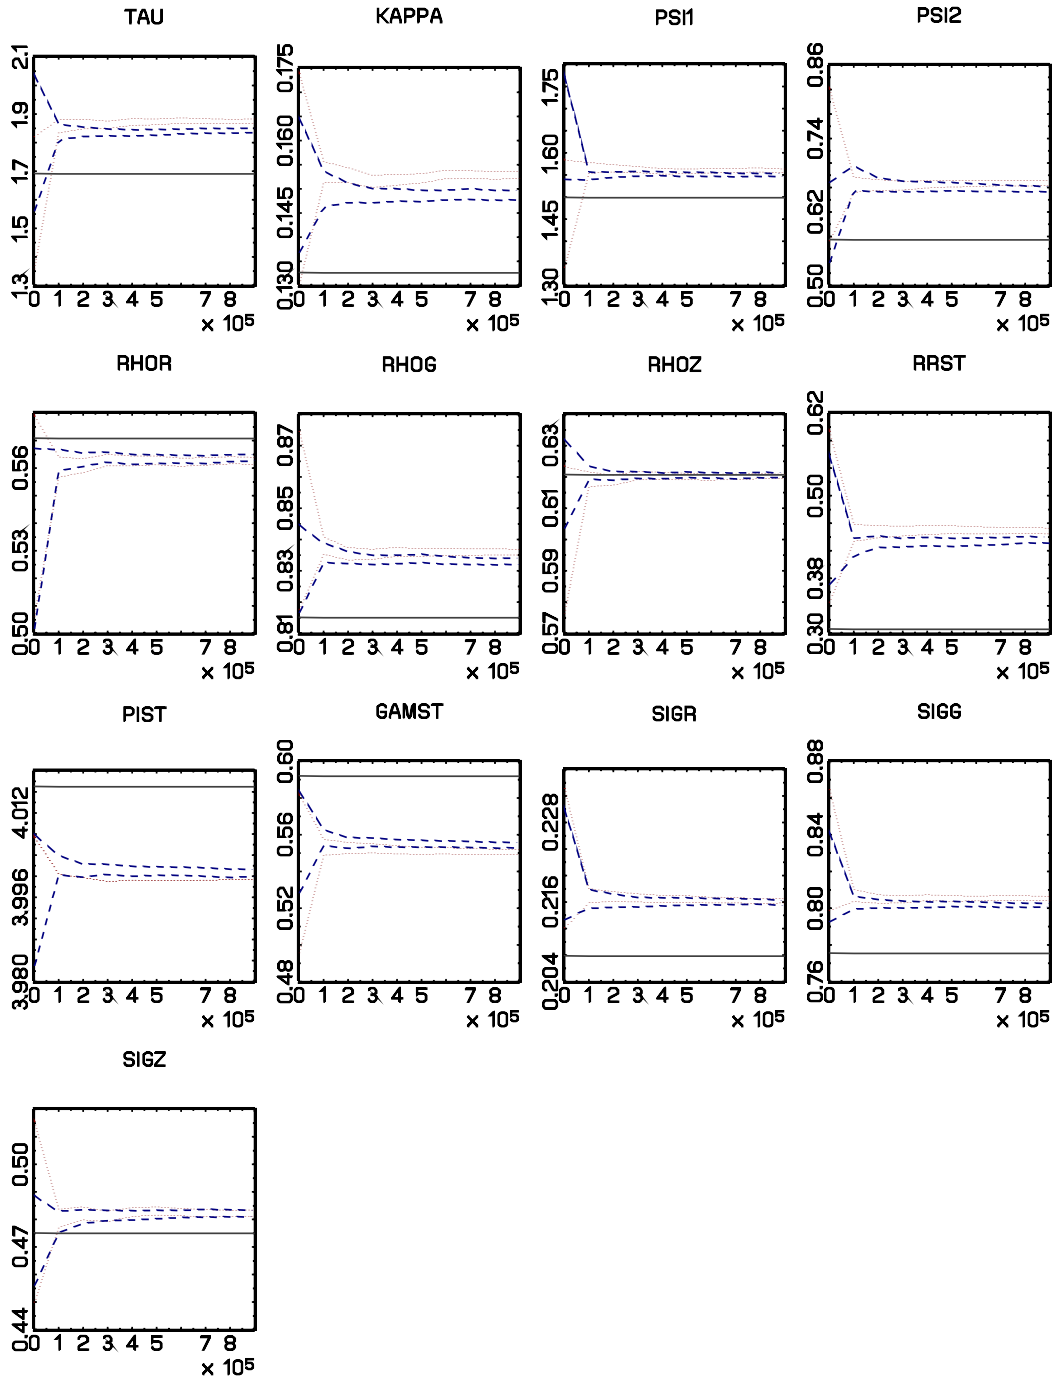 TAU
KAPPA
PSI1
PSI2
2.1
1.9
1.7
1.5
1.3
0 1 2 3 4 5 7 8
× 10⁵
0.175
0.160
0.145
0.130
0 1 2 3 4 5 7 8
× 10⁵
1.75
1.60
1.45
1.30
0 1 2 3 4 5 7 8
× 10⁵
0.86
0.74
0.62
0.50
0 1 2 3 4 5 7 8
× 10⁵
RHOR
RHOG
RHOZ
RRST
0.56
0.53
0.50
0 1 2 3 4 5 7 8
× 10⁵
0.87
0.85
0.83
0.81
0 1 2 3 4 5 7 8
× 10⁵
0.63
0.61
0.59
0.57
0 1 2 3 4 5 7 8
× 10⁵
0.62
0.50
0.38
0.30
0 1 2 3 4 5 7 8
× 10⁵
PIST
GAMST
SIGR
SIGG
4.012
3.996
3.980
0 1 2 3 4 5 7 8
× 10⁵
0.60
0.56
0.52
0.48
0 1 2 3 4 5 7 8
× 10⁵
0.228
0.216
0.204
0 1 2 3 4 5 7 8
× 10⁵
0.88
0.84
0.80
0.76
0 1 2 3 4 5 7 8
× 10⁵
SIGZ
0.50
0.47
0.44
0 1 2 3 4 5 7 8
× 10⁵